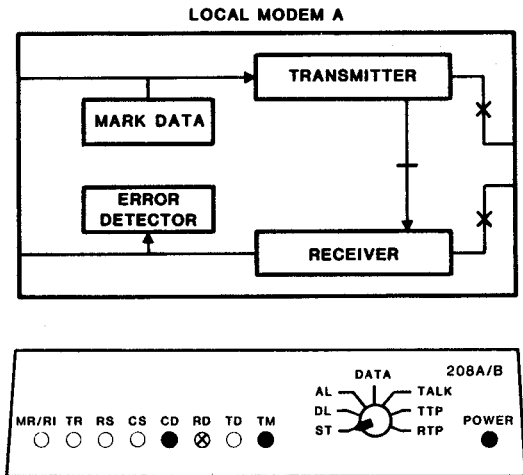 LOCAL MODEM A
TRANSMITTER
MARK DATA
ERROR
DETECTOR
RECEIVER
DATA
208A/B
AL
TALK
DL
TTP
ST
RTP
MR/RI TR RS CS CD RD TD TM
POWER